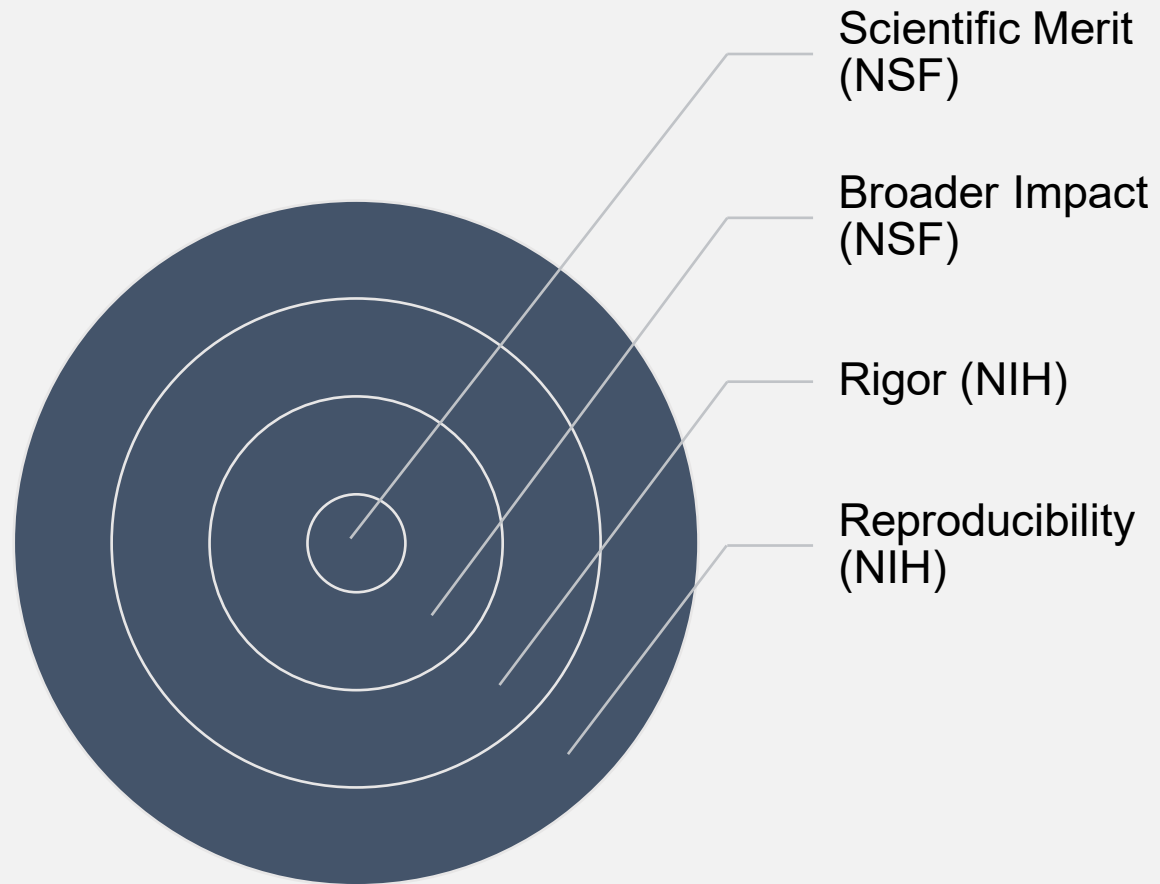 Scientific Merit
(NSF)
Broader Impact
(NSF)
Rigor (NIH)
Reproducibility
(NIH)